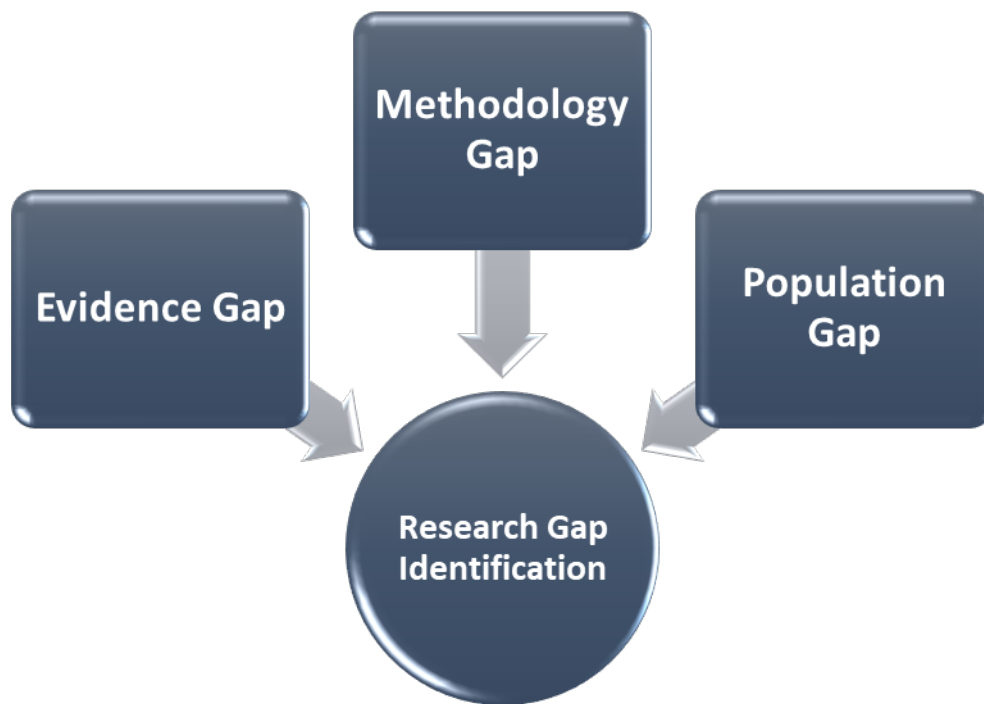 Methodology
Gap
Evidence Gap
Population
Gap
Research Gap
Identification